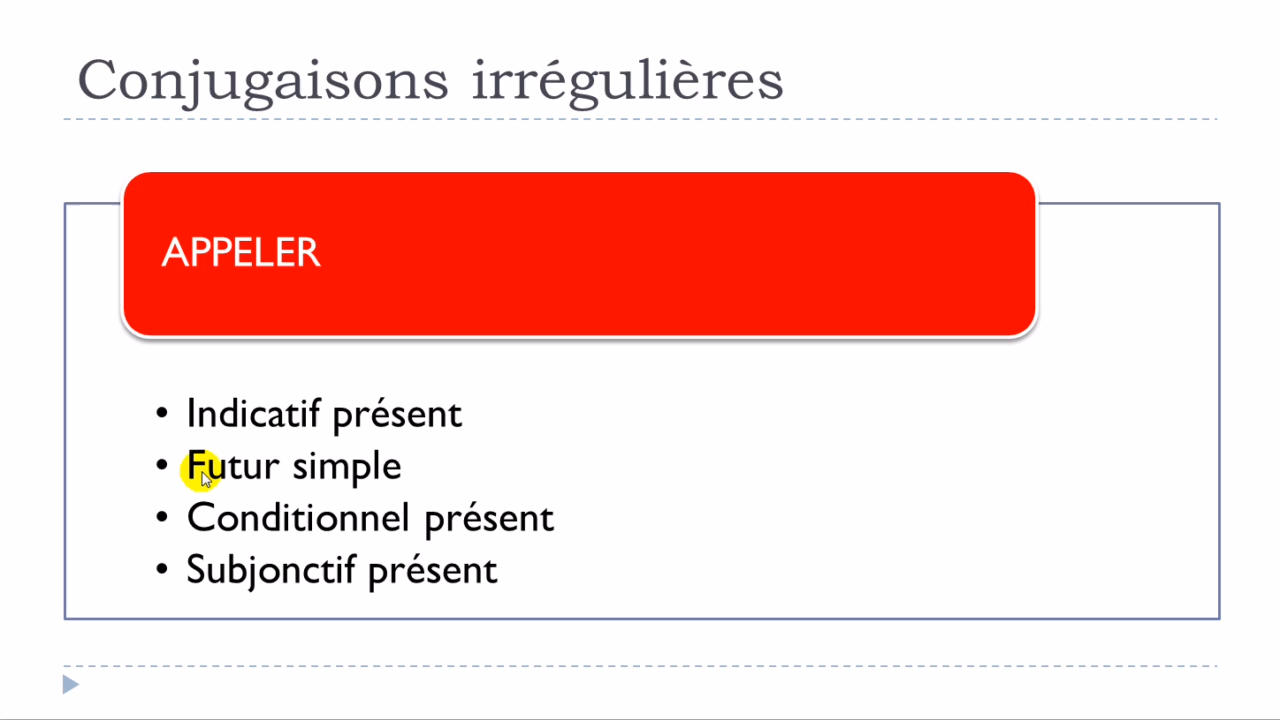 Conjugaisons irrégulières
APPELER
• Indicatif présent
• Futur simple
• Conditionnel présent
• Subjonctif présent